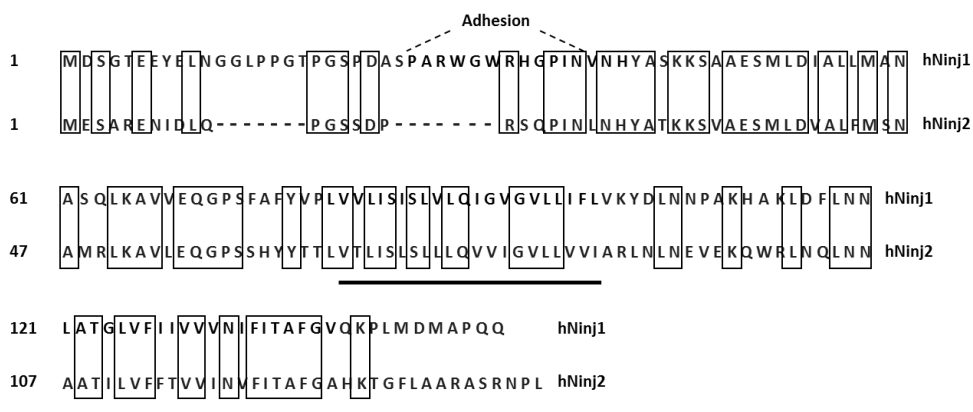 Adhesion
1 MDSGTEEYELNGGLPPGTPGSPDASPARWGWRHGPINVNHYASKKSAAESMLDIALLMAN hNinj1
1 MESARENIDLQ-------PGSSDP-------RSQPINLNHYATKKSVAESMLDVALFMSN hNinj2
61 ASQLKAVVEQGPSFAFYVPLVVLISISLVLQIGVGVLLIFLVKYDLNNPAKHAKLDFLNN hNinj1
47 AMRLKAVLEQGPSSHYYTTLVTLISLSLLLQVVIGVLLVVIARLNLNEVEKQWRLNQLNN hNinj2
121 LATGLVFIIVVVNIFITAFGVQKPLMDMAPQQ hNinj1
107 AATILVFFTVVINVFITAFGAHKTGFLAARASRNPL hNinj2